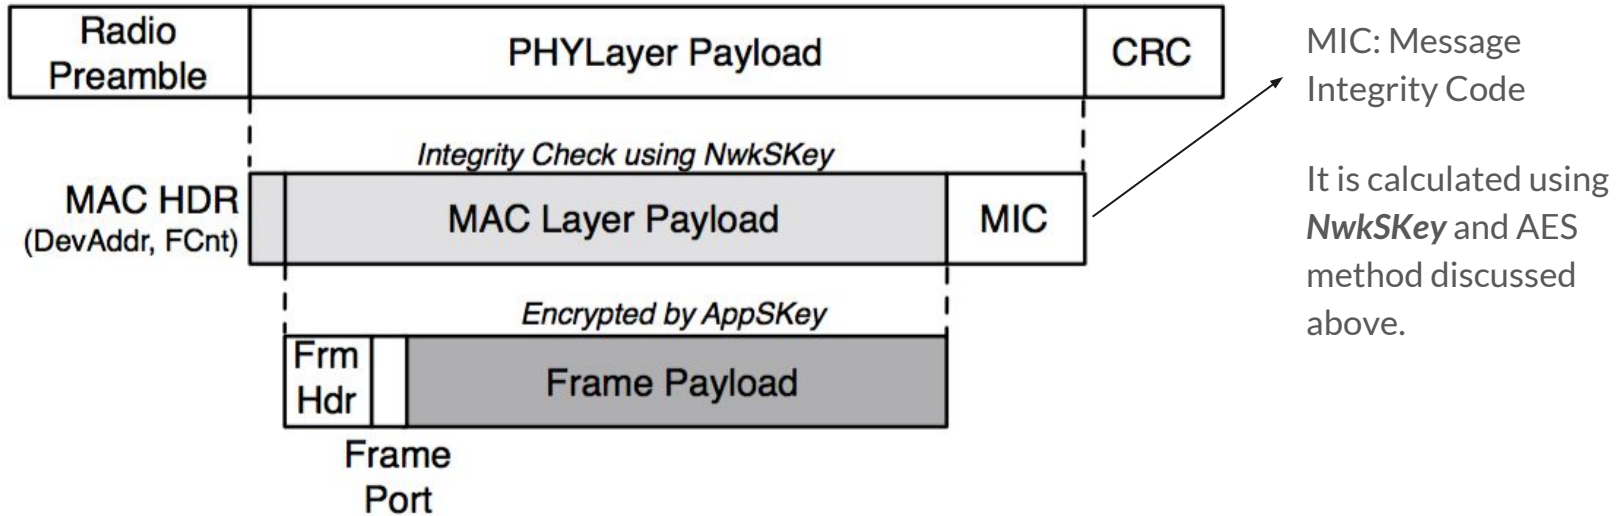 Radio
Preamble
PHYLayer Payload
CRC
MIC: Message
Integrity Code
It is calculated using
NwkSKey and AES
method discussed
above.
Integrity Check using NwkSKey
MAC HDR
(DevAddr, FCnt)
MAC Layer Payload
MIC
Encrypted by AppSKey
Frm
Hdr
Frame Payload
Frame
Port